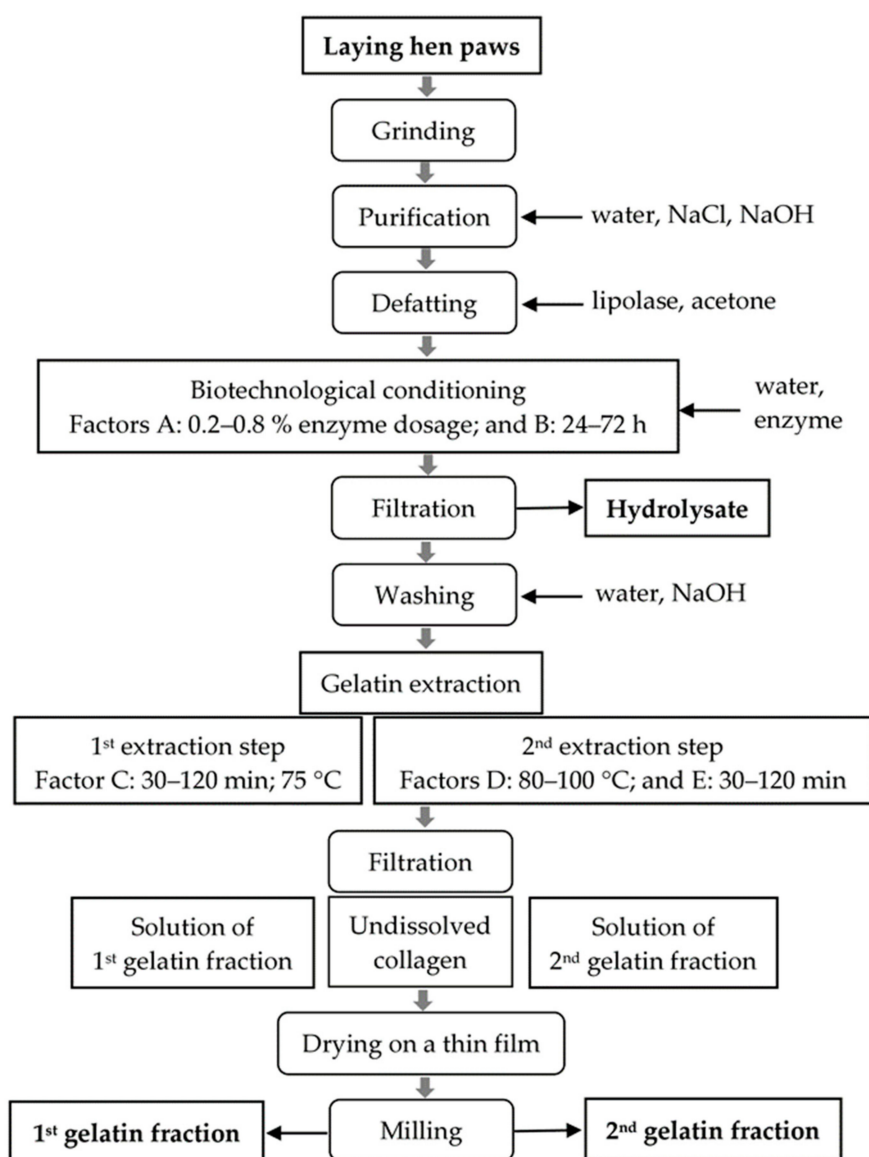 Laying hen paws
Grinding
Purification
water, NaCl, NaOH
Defatting
lipolase, acetone
Biotechnological conditioning
Factors A: 0.2–0.8 % enzyme dosage; and B: 24–72 h
water,
enzyme
Filtration
Hydrolysate
Washing
water, NaOH
Gelatin extraction
1st extraction step
Factor C: 30–120 min; 75 °C
2nd extraction step
Factors D: 80–100 °C; and E: 30–120 min
Filtration
Solution of
1st gelatin fraction
Undissolved
collagen
Solution of
2nd gelatin fraction
Drying on a thin film
1st gelatin fraction
Milling
2nd gelatin fraction